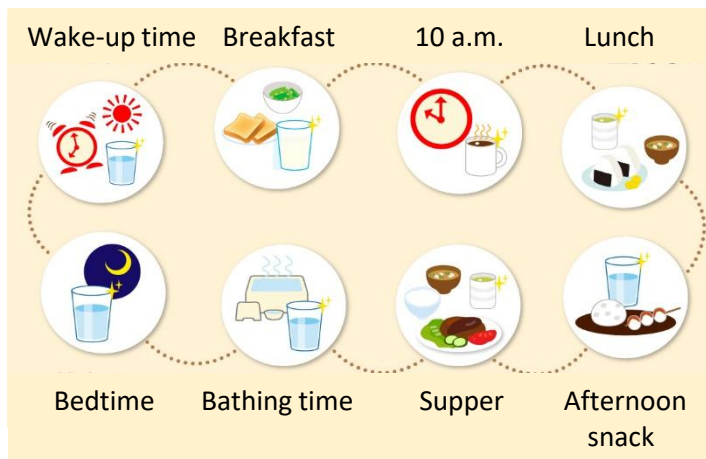 Wake-up time
Breakfast
10 a.m.
Lunch
Bedtime
Bathing time
Supper
Afternoon
snack